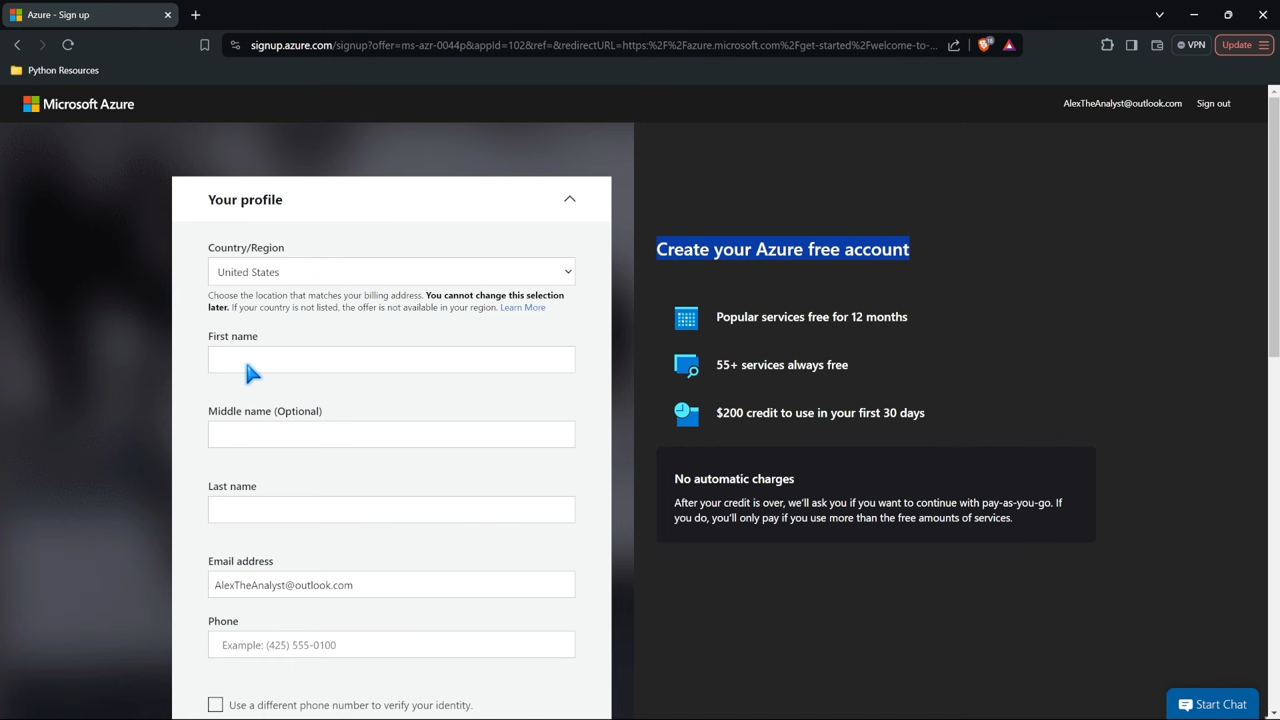 Azure - Sign up
signup.azure.com/signup?offer=ms-azr-0044p&appId=102&ref=&redirectURL=https:%2F%2Fazure.microsoft.com%2Fget-started%2Fwelcome-to-...
VPN
Update
Python Resources
Microsoft Azure
AlexTheAnalyst@outlook.com Sign out
Your profile
Country/Region
United States
Choose the location that matches your billing address. You cannot change this selection
later. If your country is not listed, the offer is not available in your region. Learn More
First name
Middle name (Optional)
Last name
Email address
AlexTheAnalyst@outlook.com
Phone
Example: (425) 555-0100
Use a different phone number to verify your identity.
Create your Azure free account
Popular services free for 12 months
55+ services always free
$200 credit to use in your first 30 days
No automatic charges
After your credit is over, we'll ask you if you want to continue with pay-as-you-go. If
you do, you'll only pay if you use more than the free amounts of services.
Start Chat